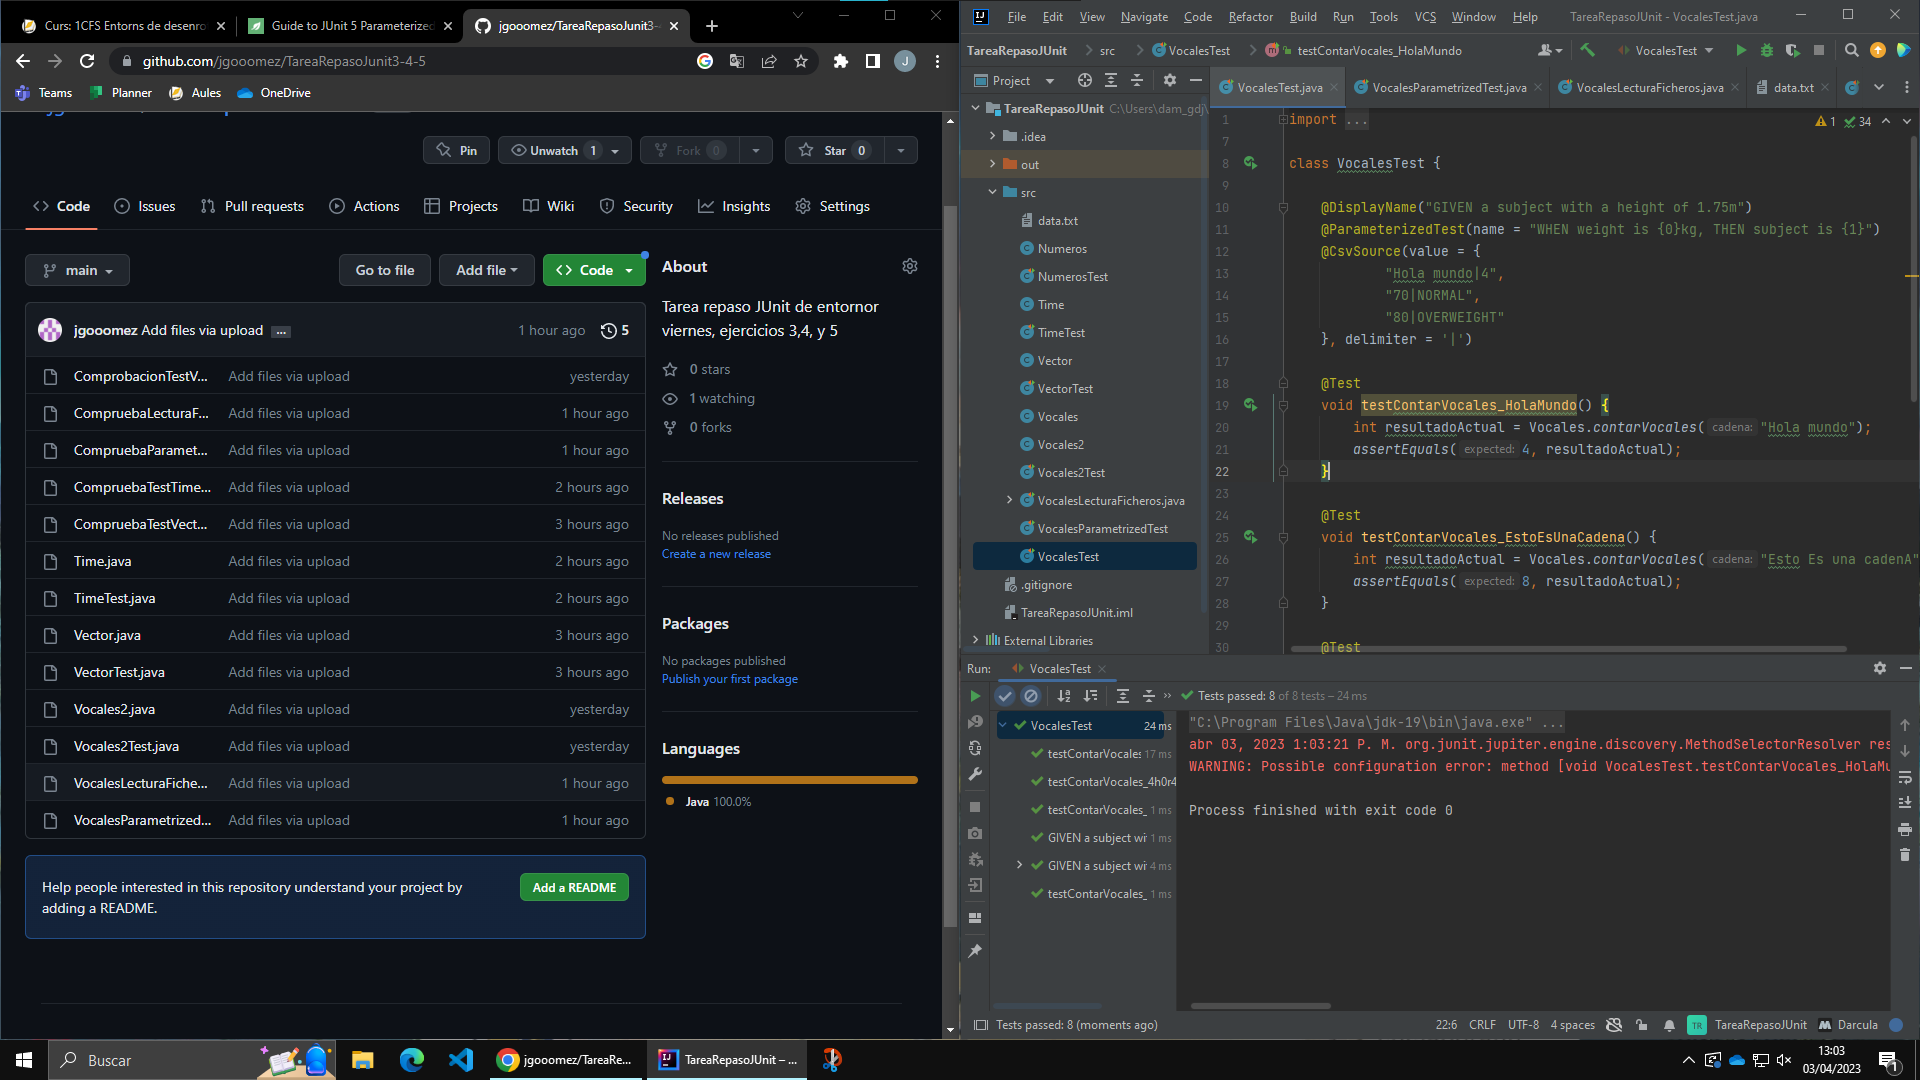 Curs: 1CFS Entorns de desenro
Guide to JUnit 5 Parameterized
jgooomez/TareaRepasoJunit3-
github.com/jgooomez/TareaRepasoJunit3-4-5
J
Teams
Planner
Aules
OneDrive
Pin
Unwatch 1
Fork 0
Star 0
Code
Issues
Pull requests
Actions
Projects
Wiki
Security
Insights
Settings
main
Go to file
Add file
Code
jgooomez Add files via upload ...
1 hour ago
5
ComprobacionTestV... Add files via upload yesterday
CompruebaLecturaF... Add files via upload 1 hour ago
CompruebaParamet... Add files via upload 1 hour ago
CompruebaTestTime... Add files via upload 2 hours ago
CompruebaTestVect... Add files via upload 3 hours ago
Time.java Add files via upload 2 hours ago
TimeTest.java Add files via upload 2 hours ago
Vector.java Add files via upload 3 hours ago
VectorTest.java Add files via upload 3 hours ago
Vocales2.java Add files via upload yesterday
Vocales2Test.java Add files via upload yesterday
VocalesLecturaFiche... Add files via upload 1 hour ago
VocalesParametrized... Add files via upload 1 hour ago
Help people interested in this repository understand your project by
adding a README.
Add a README
About
Tarea repaso JUnit de entornor
viernes, ejercicios 3,4, y 5
0 stars
1 watching
0 forks
Releases
No releases published
Create a new release
Packages
No packages published
Publish your first package
Languages
Java 100.0%
File Edit View Navigate Code Refactor Build Run Tools VCS Window Help
TareaRepasoJUnit - VocalesTest.java
TareaRepasoJUnit
src
VocalesTest
testContarVocales_HolaMundo
VocalesTest
Project
VocalesTest.java
VocalesParametrizedTest.java
VocalesLecturaFicheros.java
data.txt
TareaRepasoJUnit C:\Users\dam_gdj\
.idea
out
src
data.txt
Numeros
NumerosTest
Time
TimeTest
Vector
VectorTest
Vocales
Vocales2
Vocales2Test
VocalesLecturaFicheros.java
VocalesParametrizedTest
VocalesTest
.gitignore
TareaRepasoJUnit.iml
External Libraries
1 34
1 import ...
7
8 class VocalesTest {
9
10 @DisplayName("GIVEN a subject with a height of 1.75m")
11 @ParameterizedTest(name = "WHEN weight is {0}kg, THEN subject is {1}")
12 @CsvSource(value = {
13 "Hola mundo|4",
14 "70|NORMAL",
15 "80|OVERWEIGHT"
16 }, delimiter = '|')
17
18 @Test
19 void testContarVocales_HolaMundo() {
20 int resultadoActual = Vocales.contarVocales( cadena: "Hola mundo");
21 assertEquals( expected: 4, resultadoActual);
22 }
23
24 @Test
25 void testContarVocales_EstoEsUnaCadena() {
26 int resultadoActual = Vocales.contarVocales( cadena: "Esto Es una cadenA"
27 assertEquals( expected: 8, resultadoActual);
28 }
29
30 @Test
Run: VocalesTest
Tests passed: 8 of 8 tests – 24 ms
VocalesTest 24 ms
testContarVocales 17 ms
testContarVocales_4h0r4
testContarVocales_ 1 ms
GIVEN a subject wi 1 ms
GIVEN a subject wi 4 ms
testContarVocales_ 1 ms
"C:\Program Files\Java\jdk-19\bin\java.exe" ...
abr 03, 2023 1:03:21 P. M. org.junit.jupiter.engine.discovery.MethodSelectorResolver res
WARNING: Possible configuration error: method [void VocalesTest.testContarVocales_HolaMu
Process finished with exit code 0
Tests passed: 8 (moments ago)
22:6 CRLF UTF-8 4 spaces
TR TareaRepasoJUnit
Darcula
Buscar
jgooomez/TareaRe...
TareaRepasoJUnit – ...
13:03
03/04/2023
1